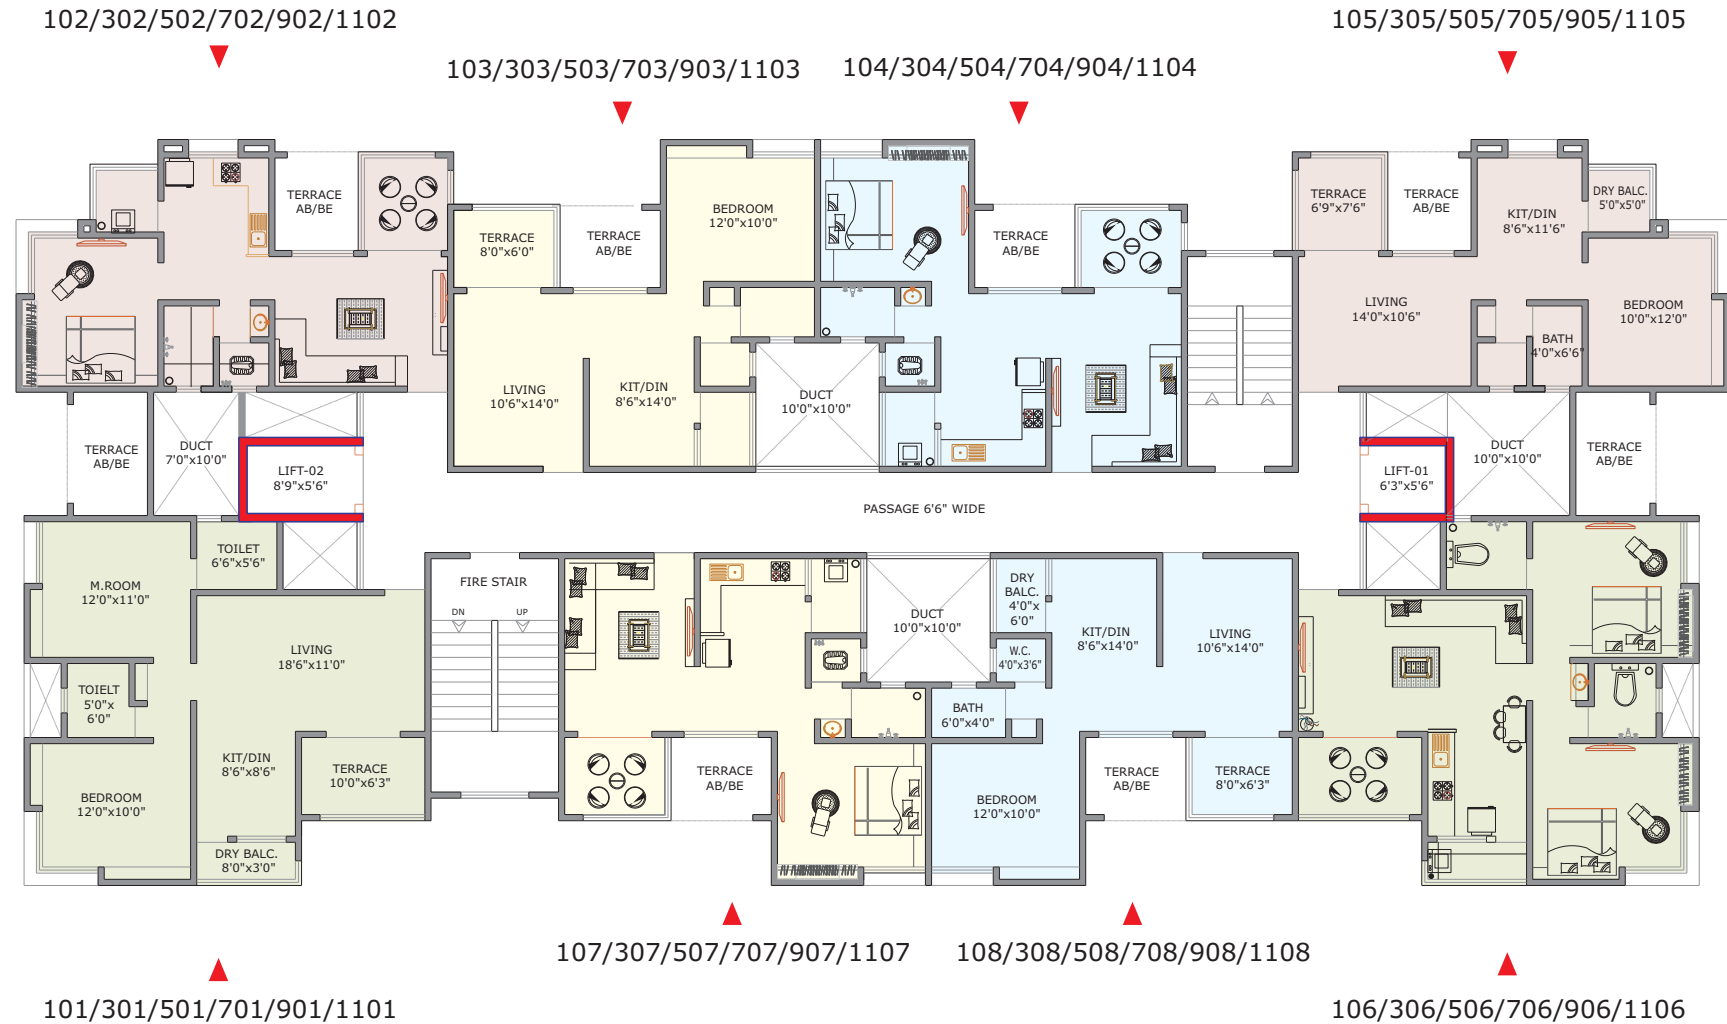 102/302/502/702/902/1102
105/305/505/705/905/1105
103/303/503/703/903/1103
104/304/504/704/904/1104
TERRACE
AB/BE
TERRACE
8'0"x6'0"
TERRACE
AB/BE
BEDROOM
12'0"x10'0"
TERRACE
AB/BE
TERRACE
6'9"x7'6"
TERRACE
AB/BE
KIT/DIN
8'6"x11'6"
DRY BALC.
5'0"x5'0"
LIVING
14'0"x10'6"
BEDROOM
10'0"x12'0"
BATH
4'0"x6'6"
LIVING
10'6"x14'0"
KIT/DIN
8'6"x14'0"
DUCT
10'0"x10'0"
TERRACE
AB/BE
DUCT
7'0"x10'0"
LIFT-02
8'9"x5'6"
LIFT-01
6'3"x5'6"
DUCT
10'0"x10'0"
TERRACE
AB/BE
PASSAGE 6'6" WIDE
M.ROOM
12'0"x11'0"
TOILET
6'6"x5'6"
FIRE STAIR
DN
UP
LIVING
18'6"x11'0"
TOIELT
5'0"x
6'0"
KIT/DIN
8'6"x8'6"
TERRACE
10'0"x6'3"
BEDROOM
12'0"x10'0"
DRY BALC.
8'0"x3'0"
DUCT
10'0"x10'0"
DRY
BALC.
4'0"x
6'0"
W.C.
4'0"x3'6"
KIT/DIN
8'6"x14'0"
LIVING
10'6"x14'0"
BATH
6'0"x4'0"
TERRACE
AB/BE
BEDROOM
12'0"x10'0"
TERRACE
AB/BE
TERRACE
8'0"x6'3"
107/307/507/707/907/1107
108/308/508/708/908/1108
101/301/501/701/901/1101
106/306/506/706/906/1106